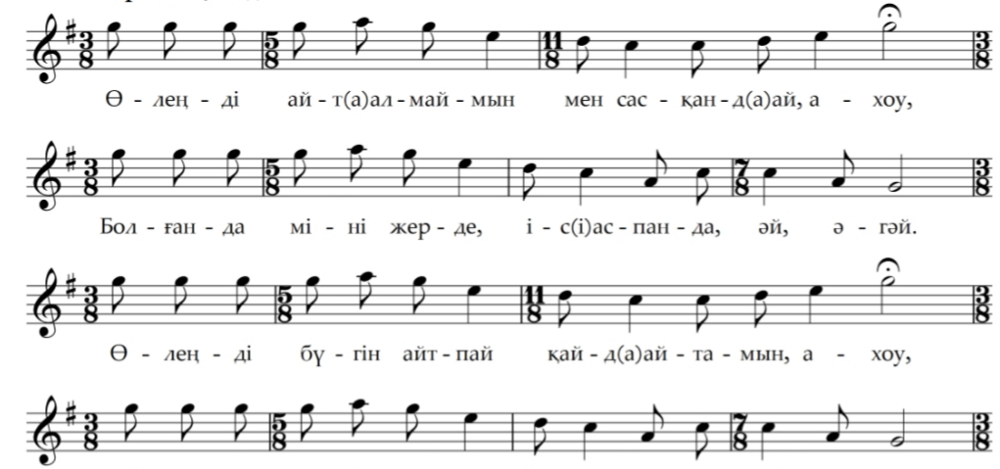 Ө - лең - ді ай - т(а)ал - май - мын мен сас - қан - д(а)ай, а - хоу,
Бол - ған - да мі - ні жер - де, і - с(і)ас - пан - да, әй, ә - гәй.
Ө - лең - ді бү - гін айт - пай қай - д(а)ай - та - мын, а - хоу,